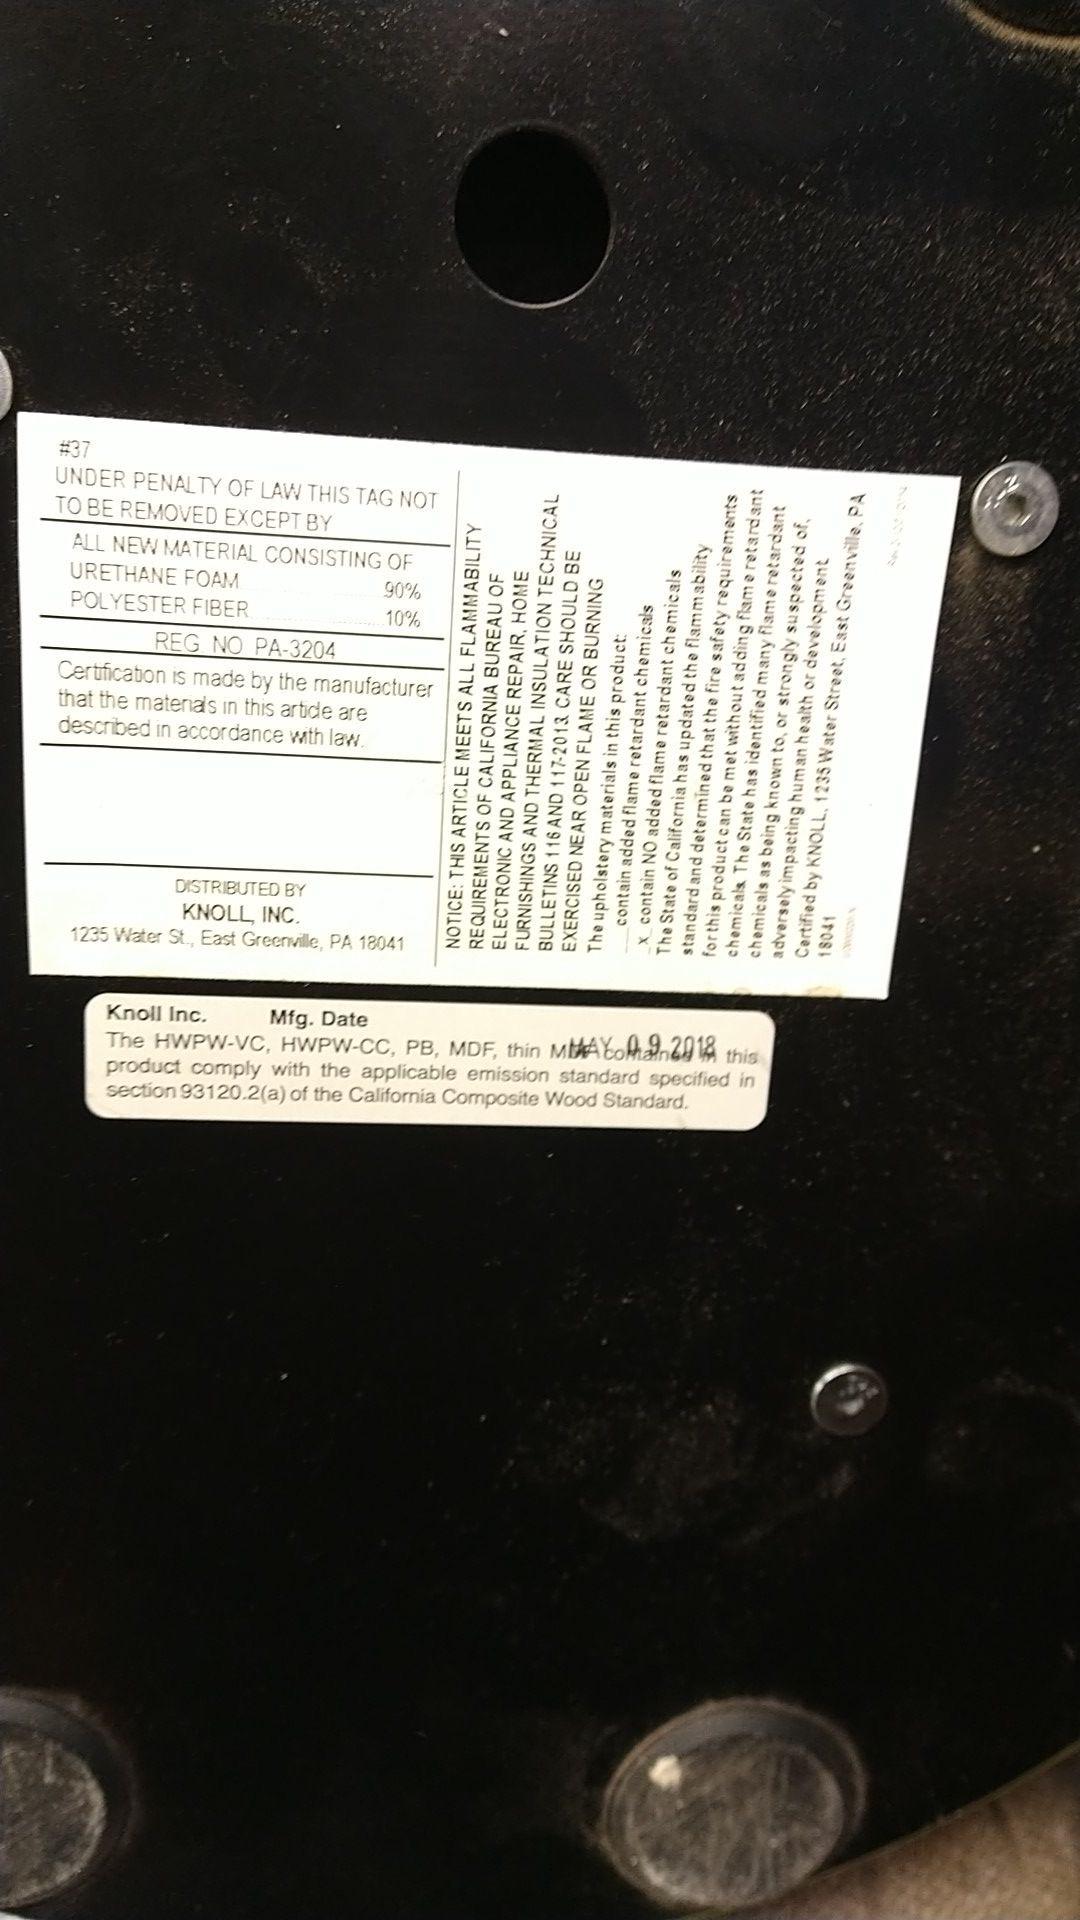 #37
UNDER PENALTY OF LAW THIS TAG NOT
TO BE REMOVED EXCEPT BY
ALL NEW MATERIAL CONSISTING OF
URETHANE FOAM 90%
POLYESTER FIBER 10%
REG. NO PA-3204
Certification is made by the manufacturer
that the materials in this article are
described in accordance with law.
DISTRIBUTED BY
KNOLL, INC.
1235 Water St., East Greenville, PA 18041
NOTICE: THIS ARTICLE MEETS ALL FLAMMABILITY
REQUIREMENTS OF CALIFORNIA BUREAU OF
ELECTRONIC AND APPLIANCE REPAIR, HOME
FURNISHINGS AND THERMAL INSULATION TECHNICAL
BULLETINS 116 AND 117-2013. CARE SHOULD BE
EXERCISED NEAR OPEN FLAME OR BURNING
The upholstery materials in this product:
___ contain added flame retardant chemicals
_X_ contain NO added flame retardant chemicals
The State of California has updated the flammability
standard and determined that the fire safety requirements
for this product can be met without adding flame retardant
chemicals. The State has identified many flame retardant
chemicals as being known to, or strongly suspected of,
adversely impacting human health or development.
Certified by KNOLL, 1235 Water Street, East Greenville, PA
18041
Knoll Inc. Mfg. Date
MAY 09 2018
The HWPW-VC, HWPW-CC, PB, MDF, thin contained in this
product comply with the applicable emission standard specified in
section 93120.2(a) of the California Composite Wood Standard.